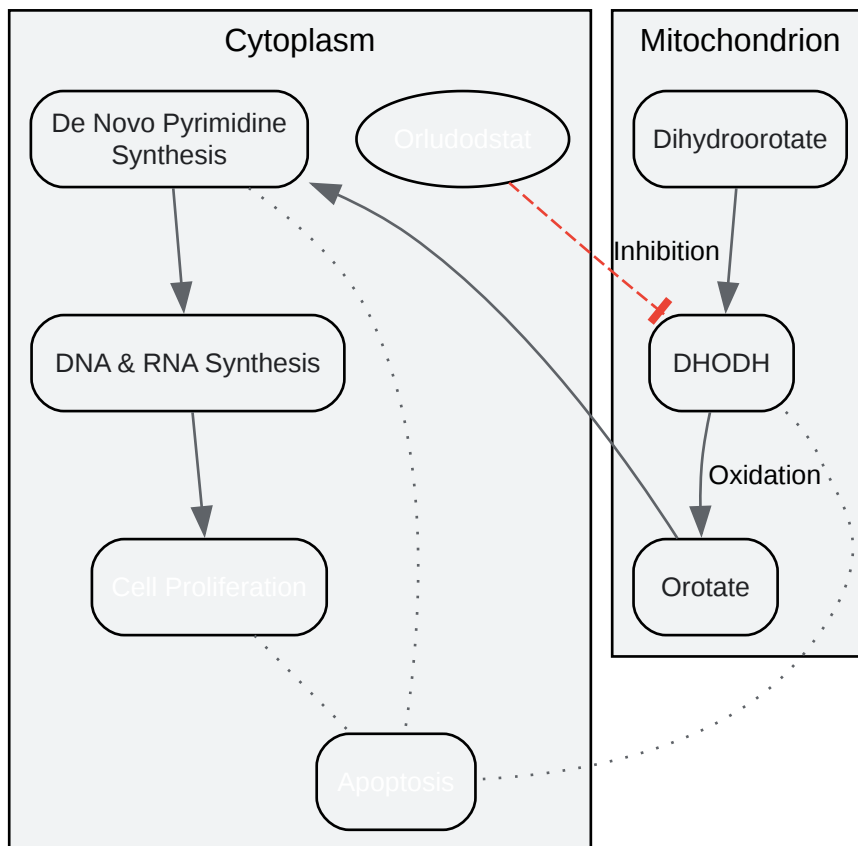 Cytoplasm
Mitochondrion
De Novo Pyrimidine
Synthesis
Orludodstat
Dihydroorotate
Inhibition
DNA & RNA Synthesis
DHODH
Oxidation
Cell Proliferation
Orotate
Apoptosis